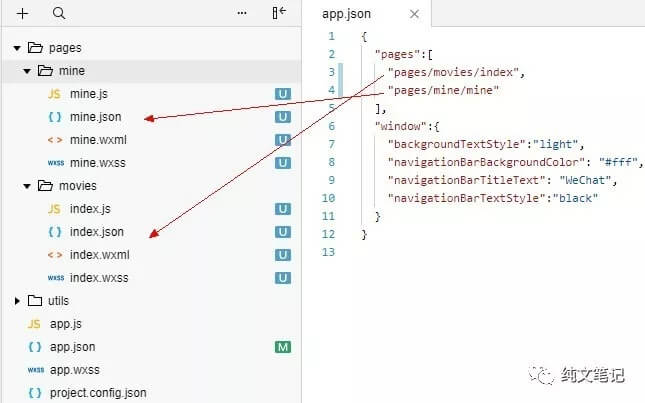 pages
mine
JS mine.js U
{ } mine.json U
< > mine.wxml U
wxss mine.wxss U
movies
JS index.js U
{ } index.json U
< > index.wxml U
wxss index.wxss U
utils
JS app.js
{ } app.json M
wxss app.wxss
{ } project.config.json
app.json
1 {
2 "pages":[
3 "pages/movies/index",
4 "pages/mine/mine"
5 ],
6 "window":{
7 "backgroundTextStyle":"light",
8 "navigationBarBackgroundColor": "#fff",
9 "navigationBarTitleText": "WeChat",
10 "navigationBarTextStyle":"black"
11 }
12 }
13
纯文笔记